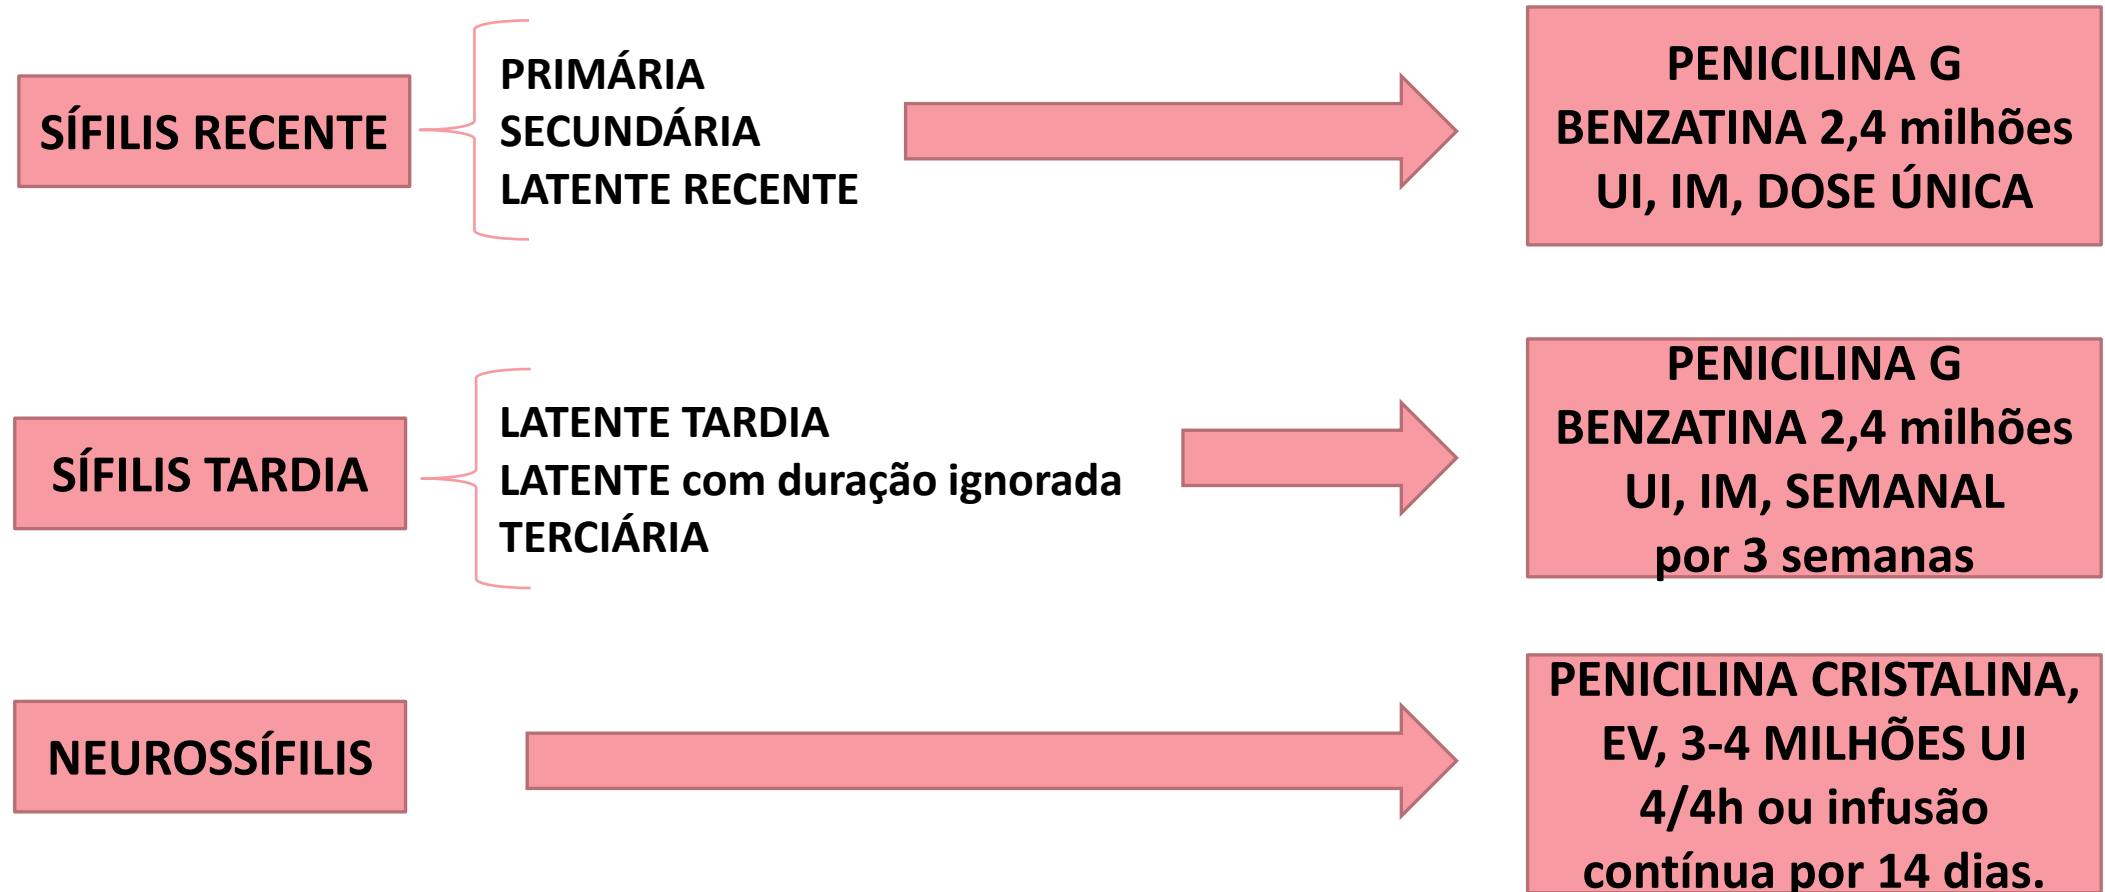 SÍFILIS RECENTE
PRIMÁRIA
SECUNDÁRIA
LATENTE RECENTE
PENICILINA G
BENZATINA 2,4 milhões
UI, IM, DOSE ÚNICA
SÍFILIS TARDIA
LATENTE TARDIA
LATENTE com duração ignorada
TERCIÁRIA
PENICILINA G
BENZATINA 2,4 milhões
UI, IM, SEMANAL
por 3 semanas
NEUROSSÍFILIS
PENICILINA CRISTALINA,
EV, 3-4 MILHÕES UI
4/4h ou infusão
contínua por 14 dias.